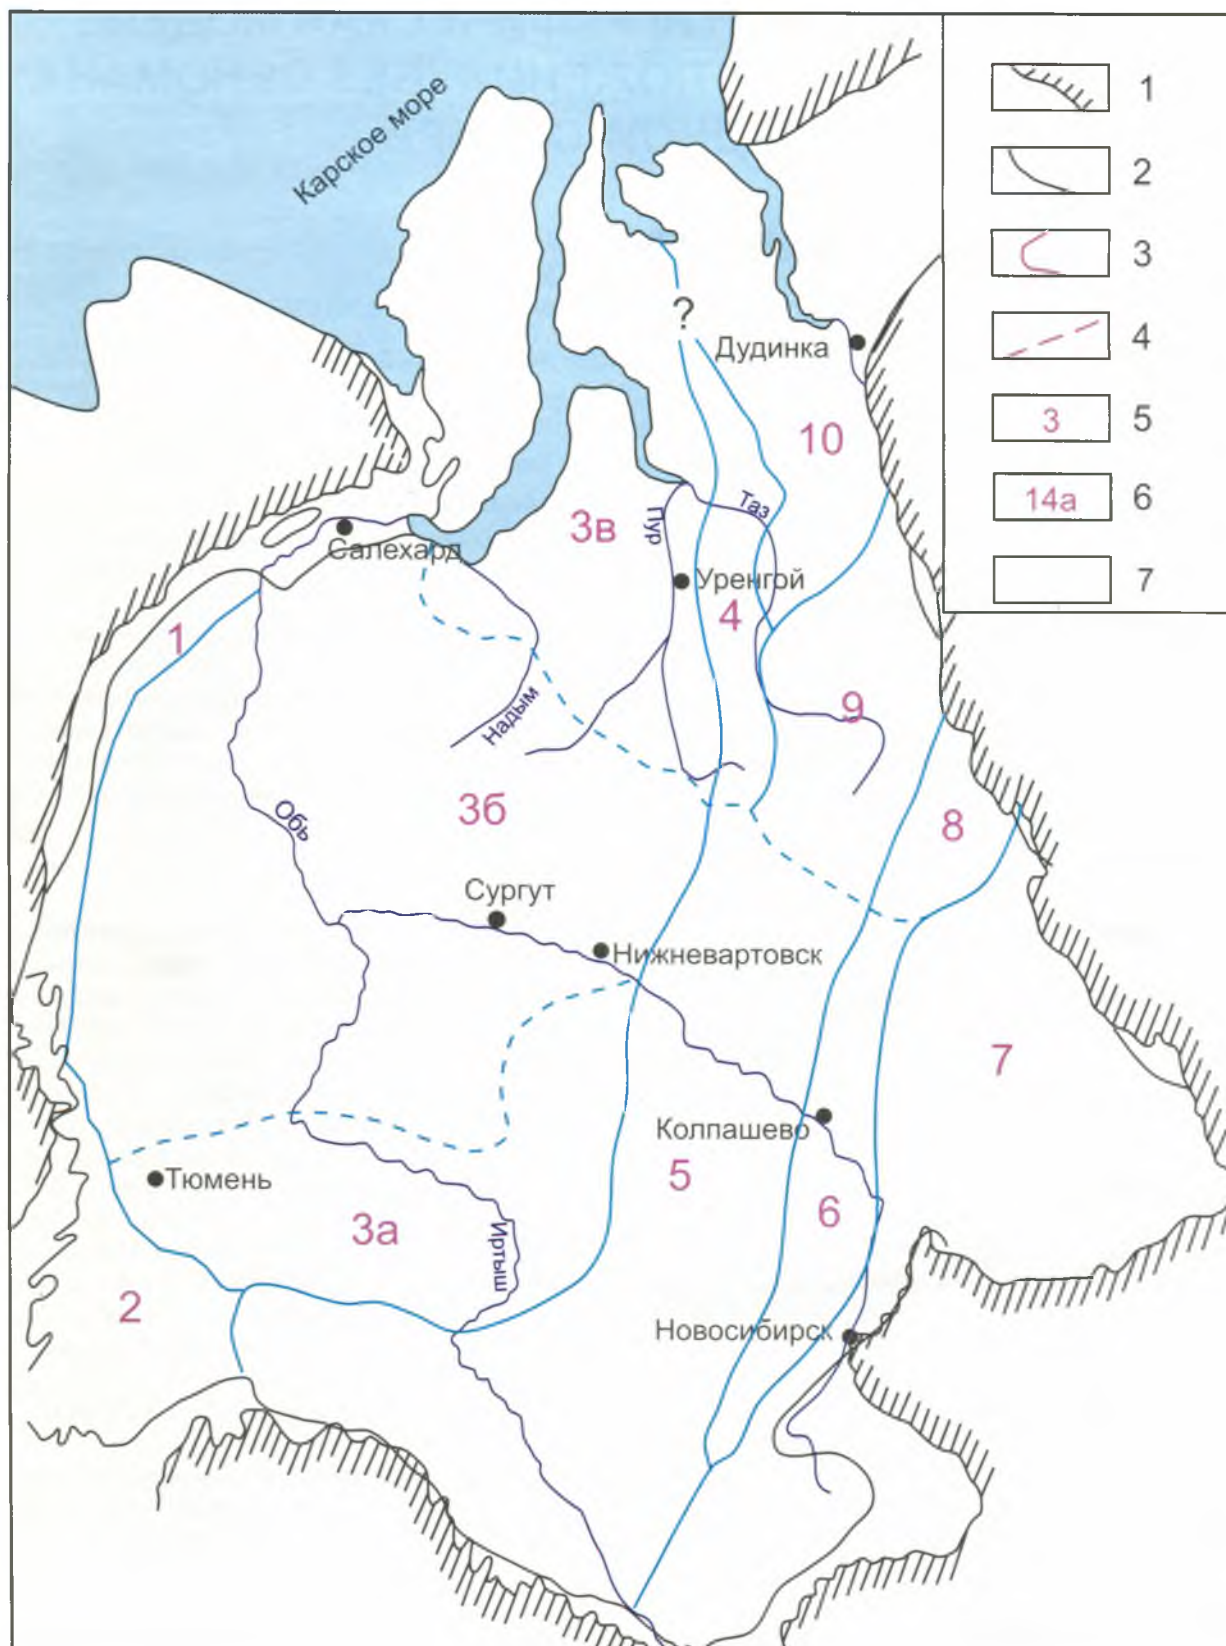 Карское море
?
Дудинка
10
3в
Пур
Таз
Салехард
Уренгой
1
4
Надым
9
Обь
3б
8
Сургут
Нижневартовск
7
Колпашево
5
Тюмень
6
3а
Иртыш
2
Новосибирск
1
2
3
4
3 5
14а 6
7